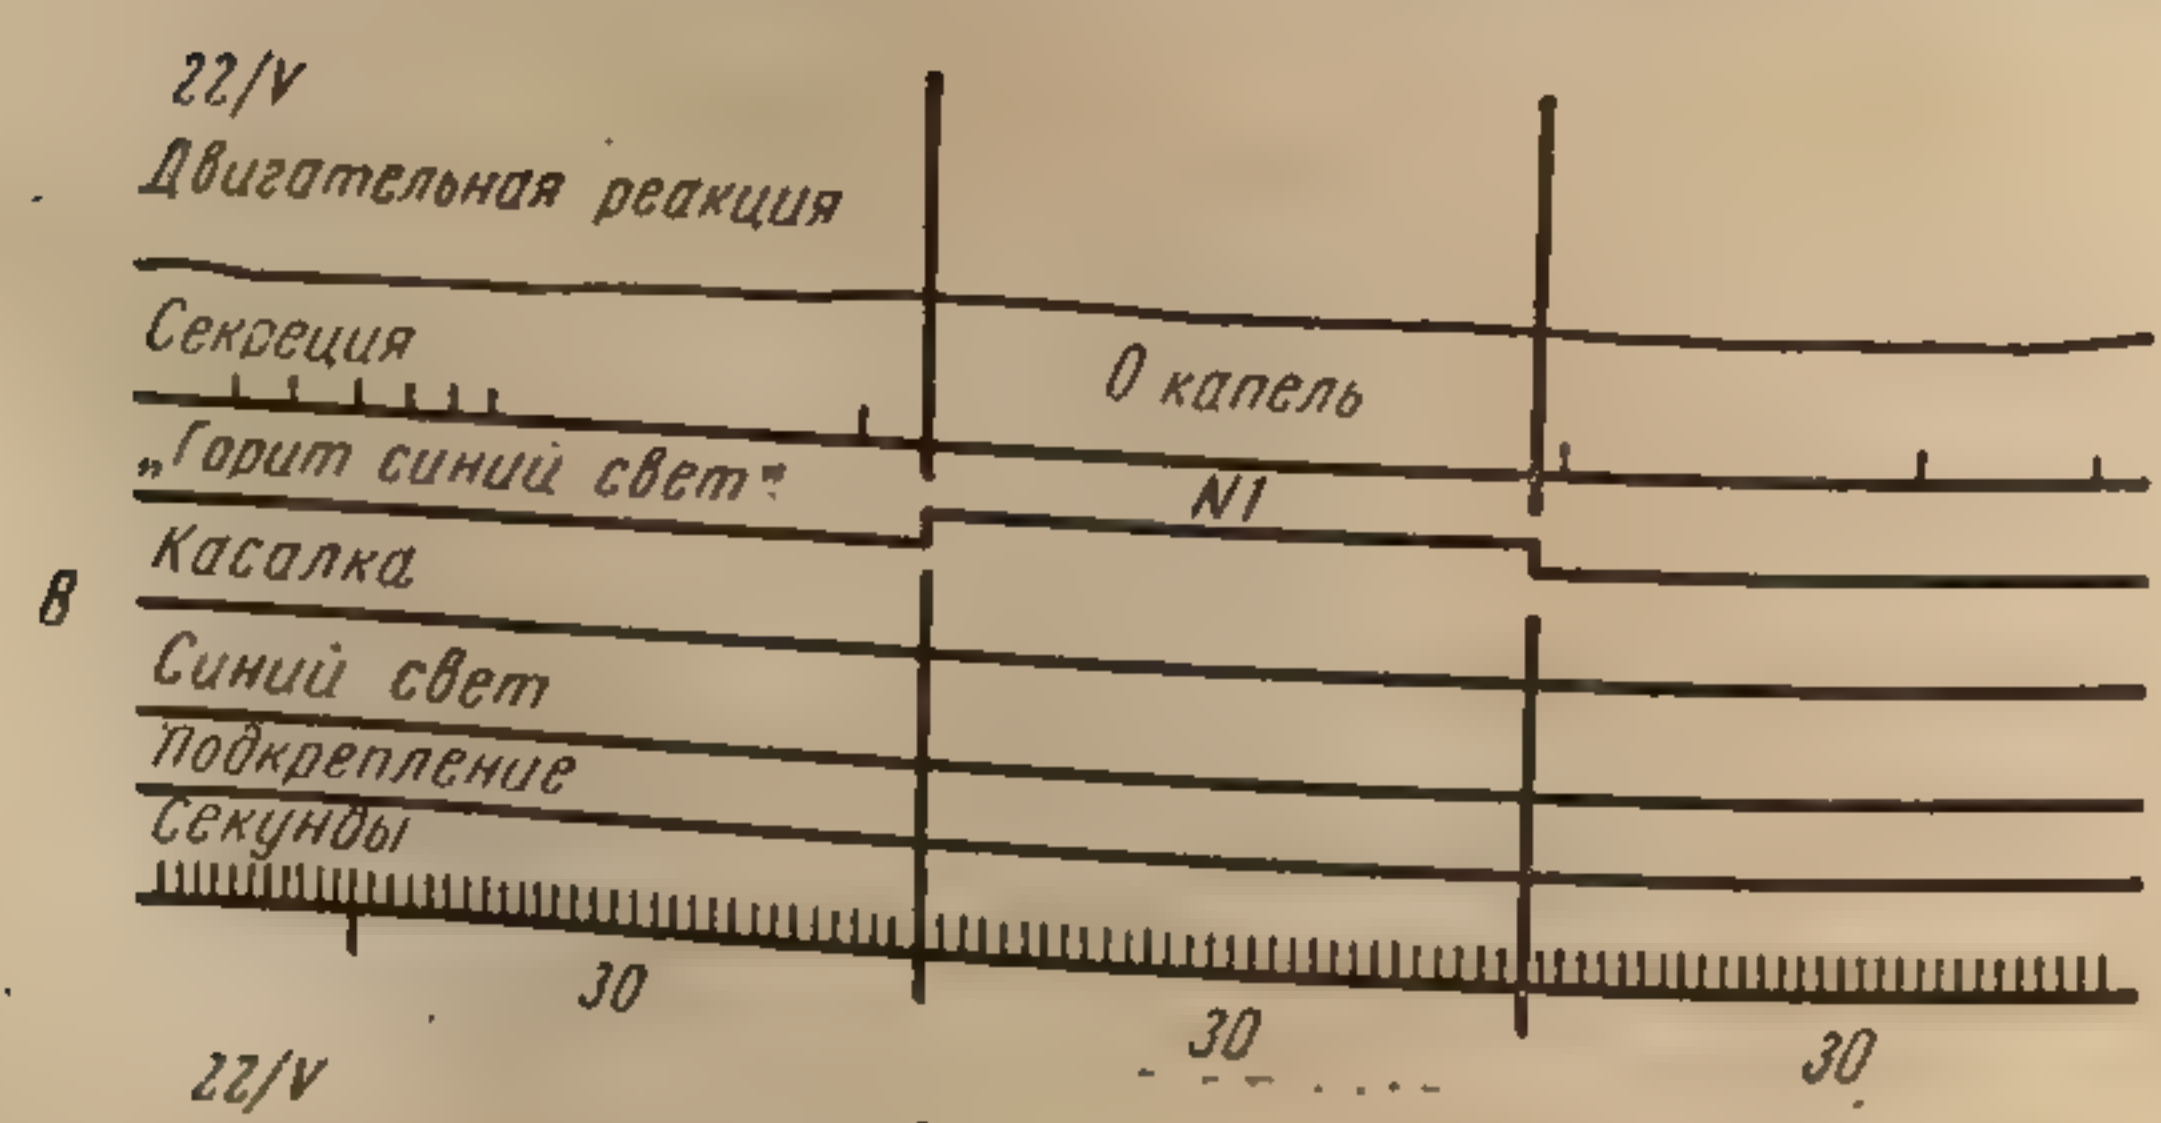 22/V
Двигательная реакция
Секреция
0 капель
„Горит синий свет"
N1
Касалка
В
Синий свет
Подкрепление
Секунды
30
30
30
22/V